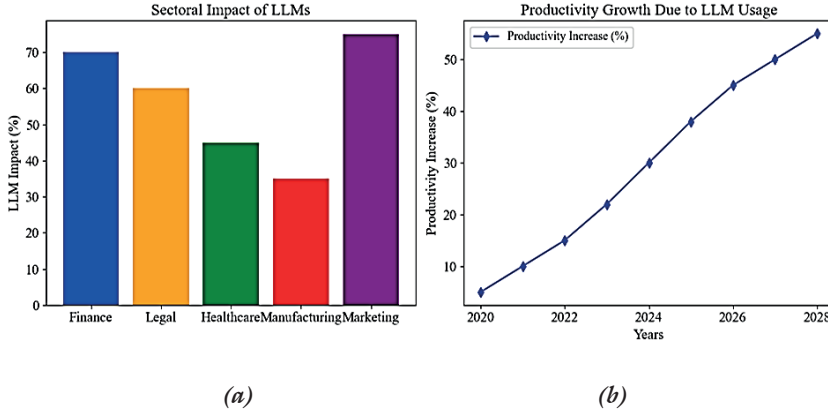 Sectoral Impact of LLMs
LLM Impact (%)
70
60
50
40
30
20
10
0
Finance
Legal
Healthcare
Manufacturing
Marketing
(a)
Productivity Growth Due to LLM Usage
Productivity Increase (%)
Productivity Increase (%)
50
40
30
20
10
2020
2022
2024
2026
2028
Years
(b)